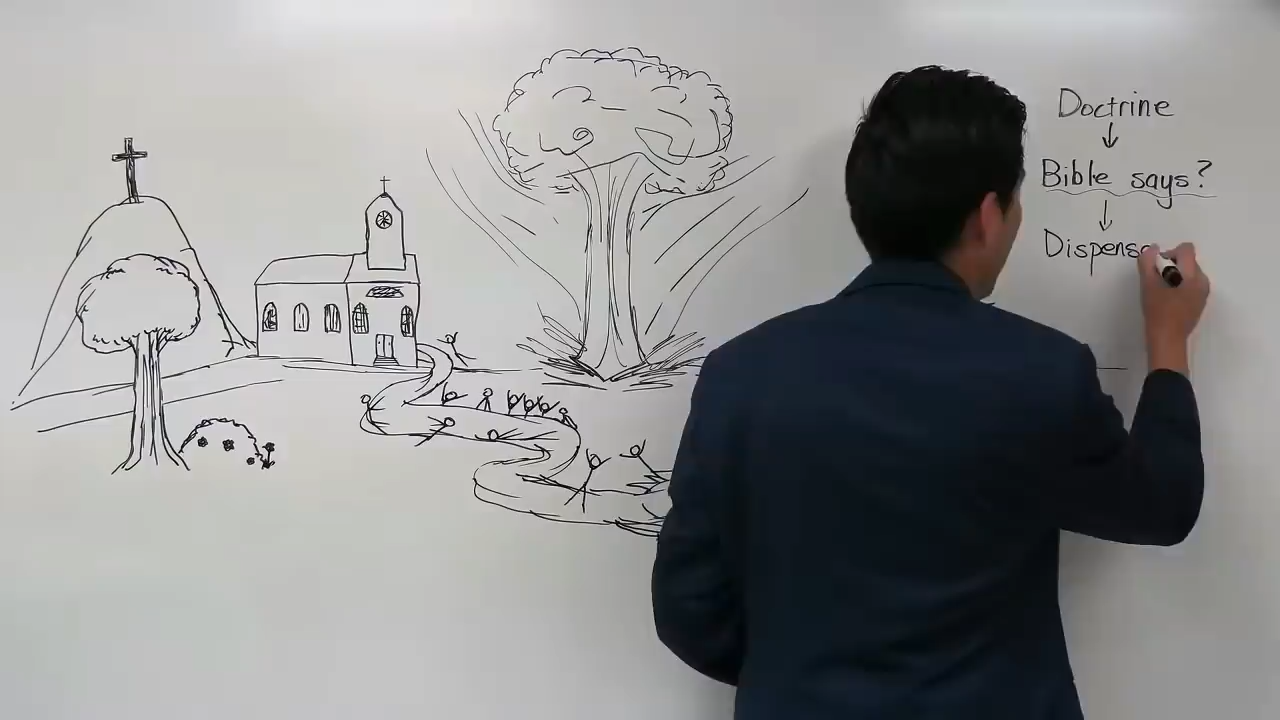 Doctrine
↓
Bible says?
↓
Dispens